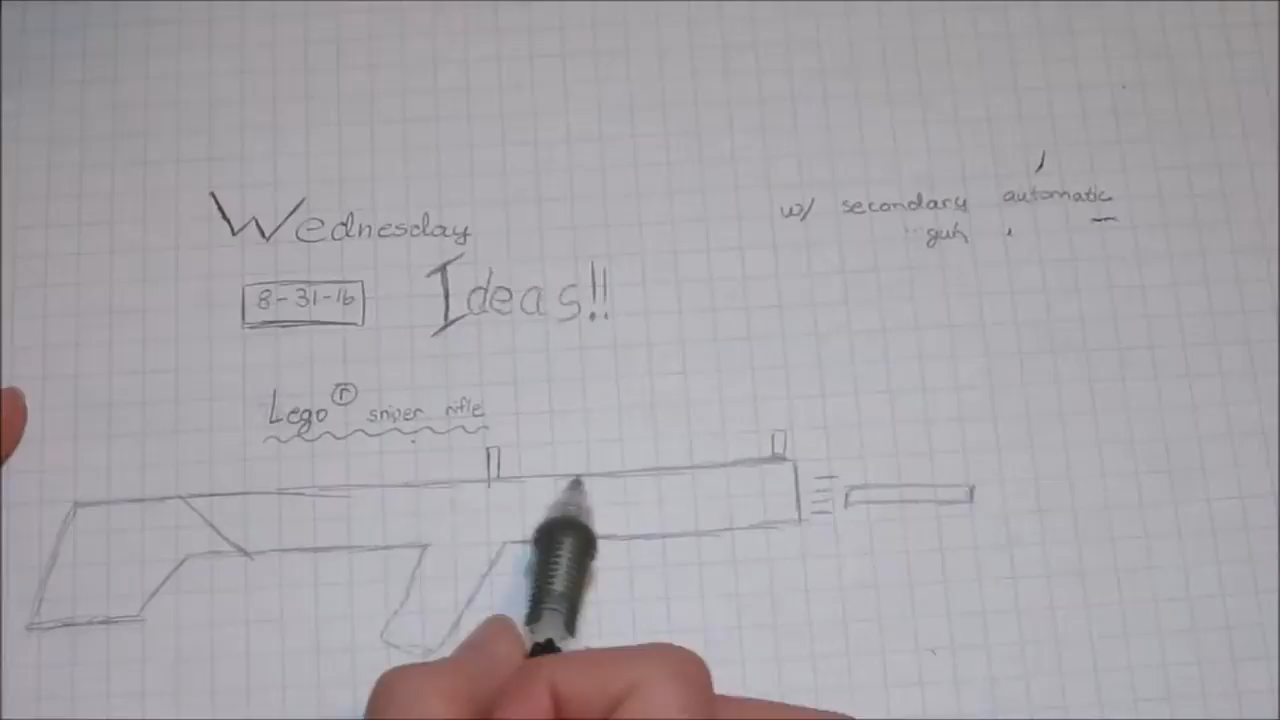 Wednesday
8-31-16
Ideas!!
w/ secondary automatic
gun
Lego ® sniper rifle